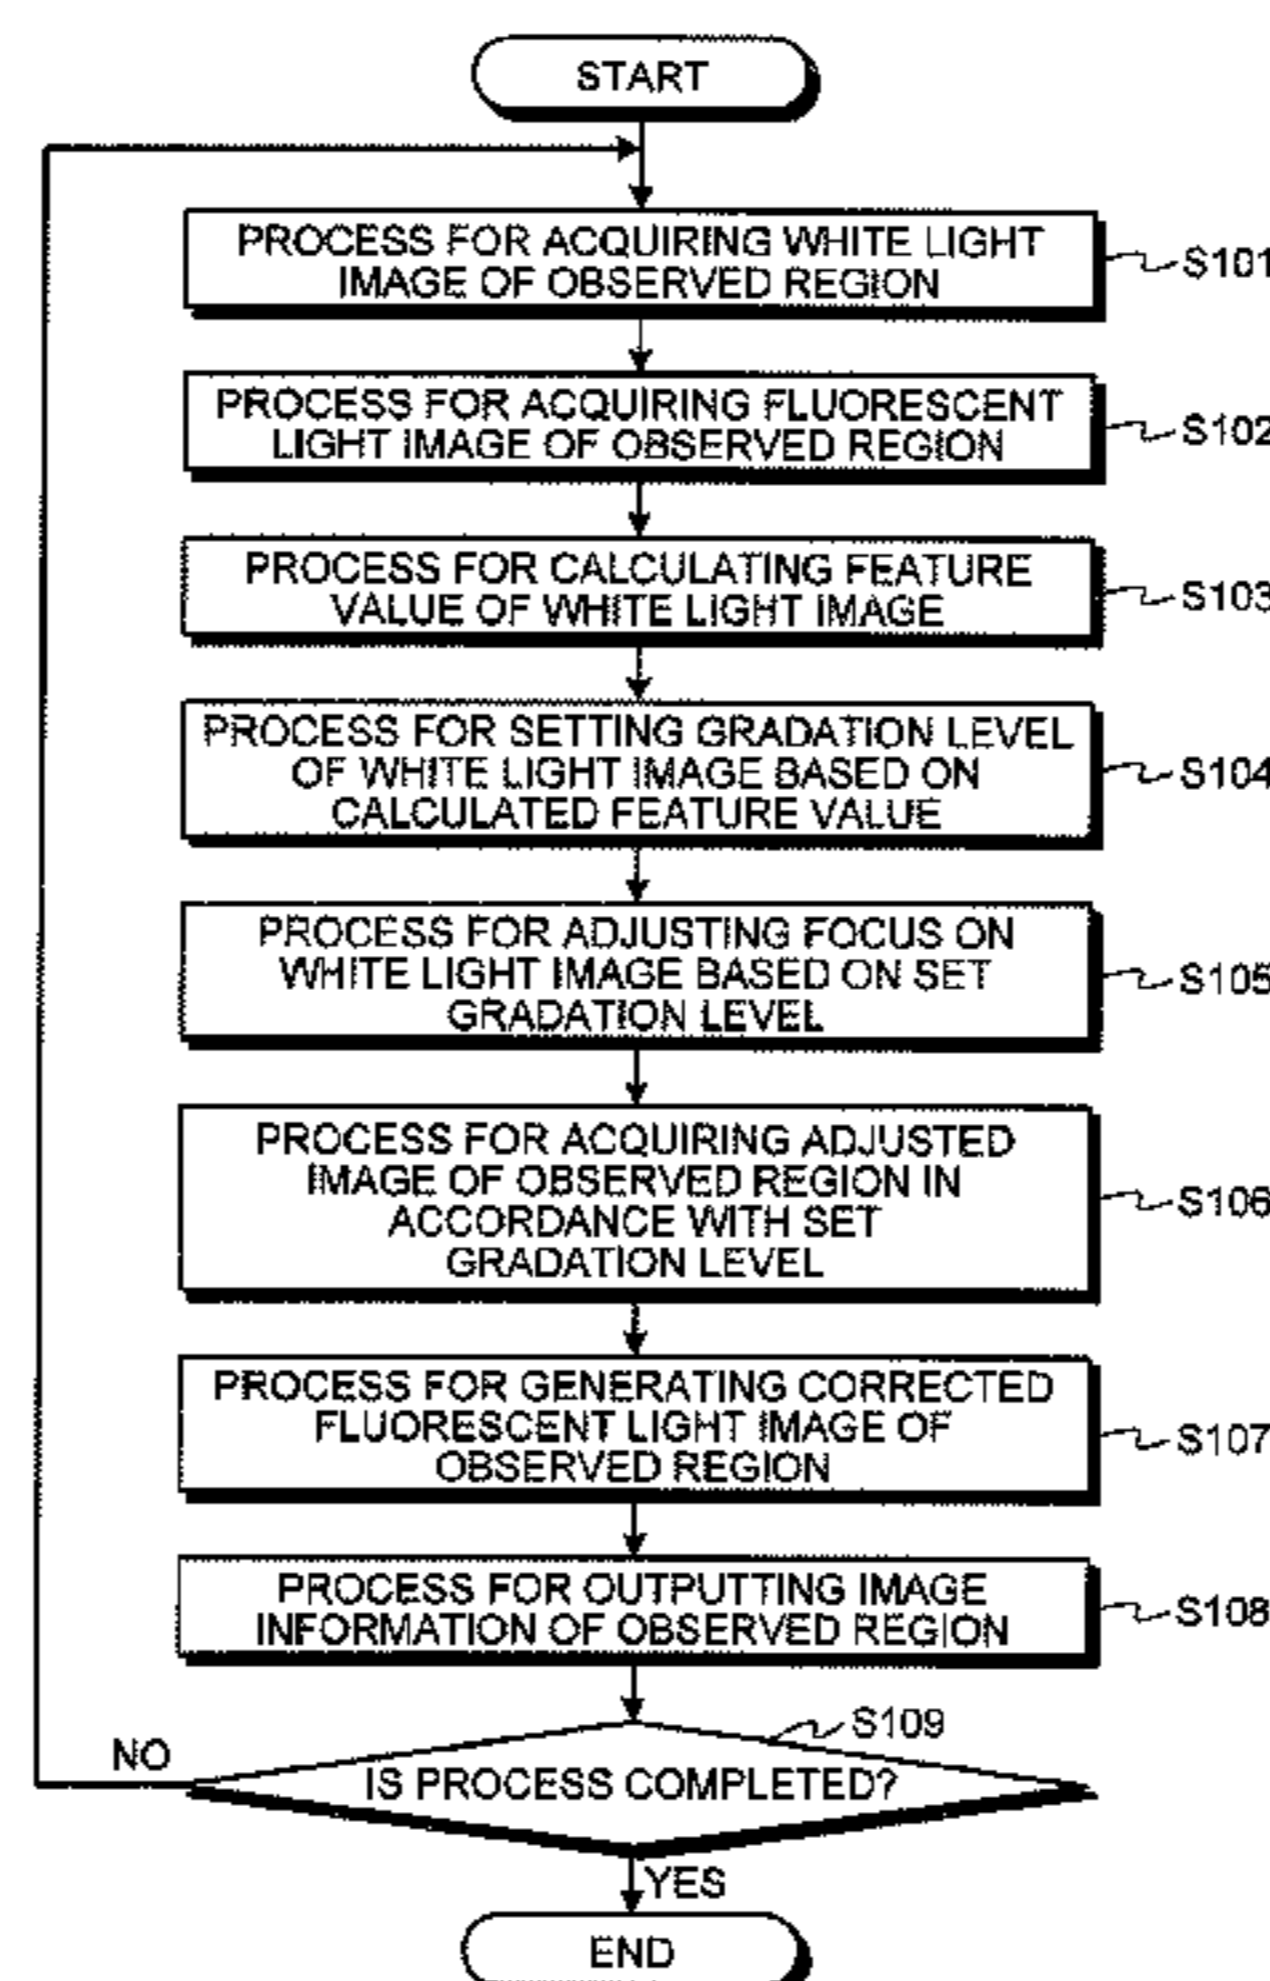 START
PROCESS FOR ACQUIRING WHITE LIGHT
IMAGE OF OBSERVED REGION
S101
PROCESS FOR ACQUIRING FLUORESCENT
LIGHT IMAGE OF OBSERVED REGION
S102
PROCESS FOR CALCULATING FEATURE
VALUE OF WHITE LIGHT IMAGE
S103
PROCESS FOR SETTING GRADATION LEVEL
OF WHITE LIGHT IMAGE BASED ON
CALCULATED FEATURE VALUE
S104
PROCESS FOR ADJUSTING FOCUS ON
WHITE LIGHT IMAGE BASED ON SET
GRADATION LEVEL
S105
PROCESS FOR ACQUIRING ADJUSTED
IMAGE OF OBSERVED REGION IN
ACCORDANCE WITH SET
GRADATION LEVEL
S106
PROCESS FOR GENERATING CORRECTED
FLUORESCENT LIGHT IMAGE OF
OBSERVED REGION
S107
PROCESS FOR OUTPUTTING IMAGE
INFORMATION OF OBSERVED REGION
S108
S109
NO
IS PROCESS COMPLETED?
YES
END